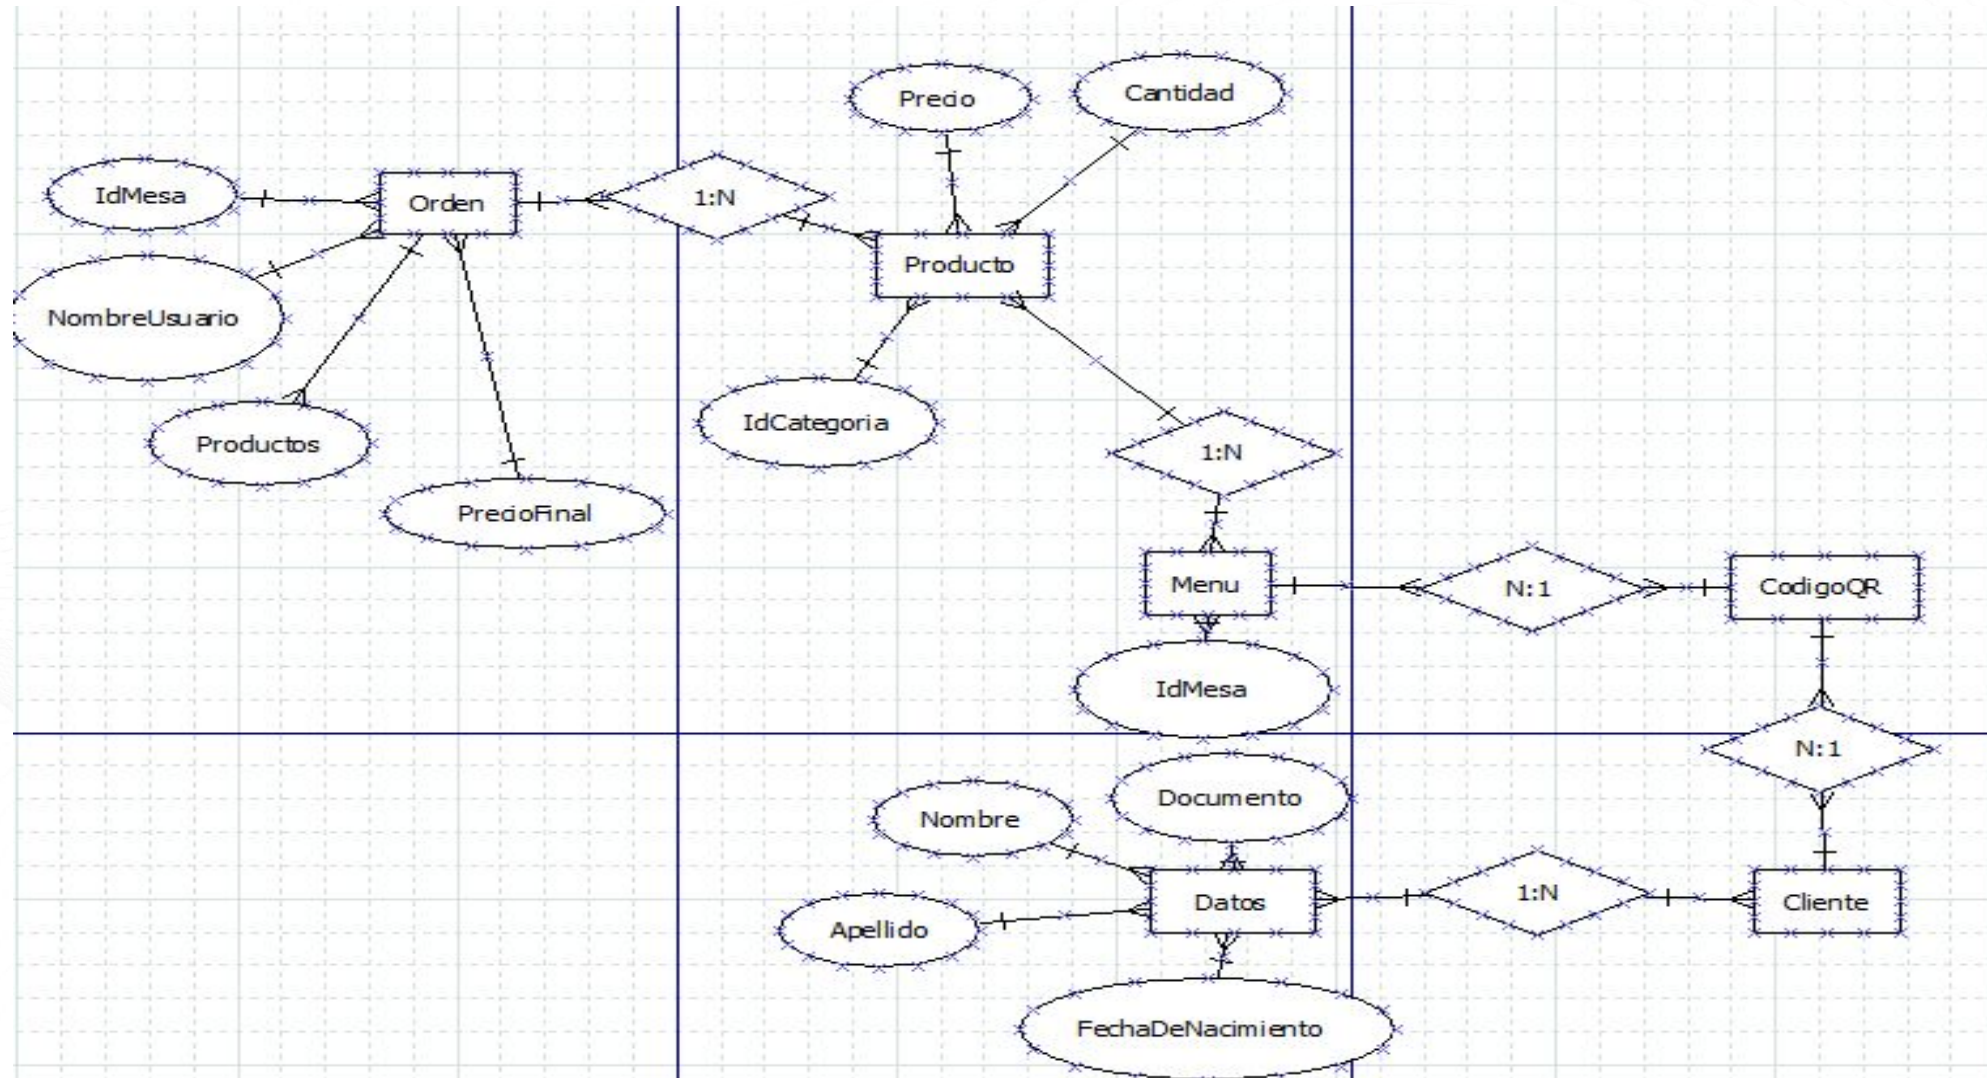 Precio
Cantidad
IdMesa
Orden
1:N
Producto
NombreUsuario
Productos
IdCategoria
1:N
PrecioFinal
Menu
N:1
CodigoQR
IdMesa
N:1
Documento
Nombre
Datos
1:N
Cliente
Apellido
FechaDeNacimiento